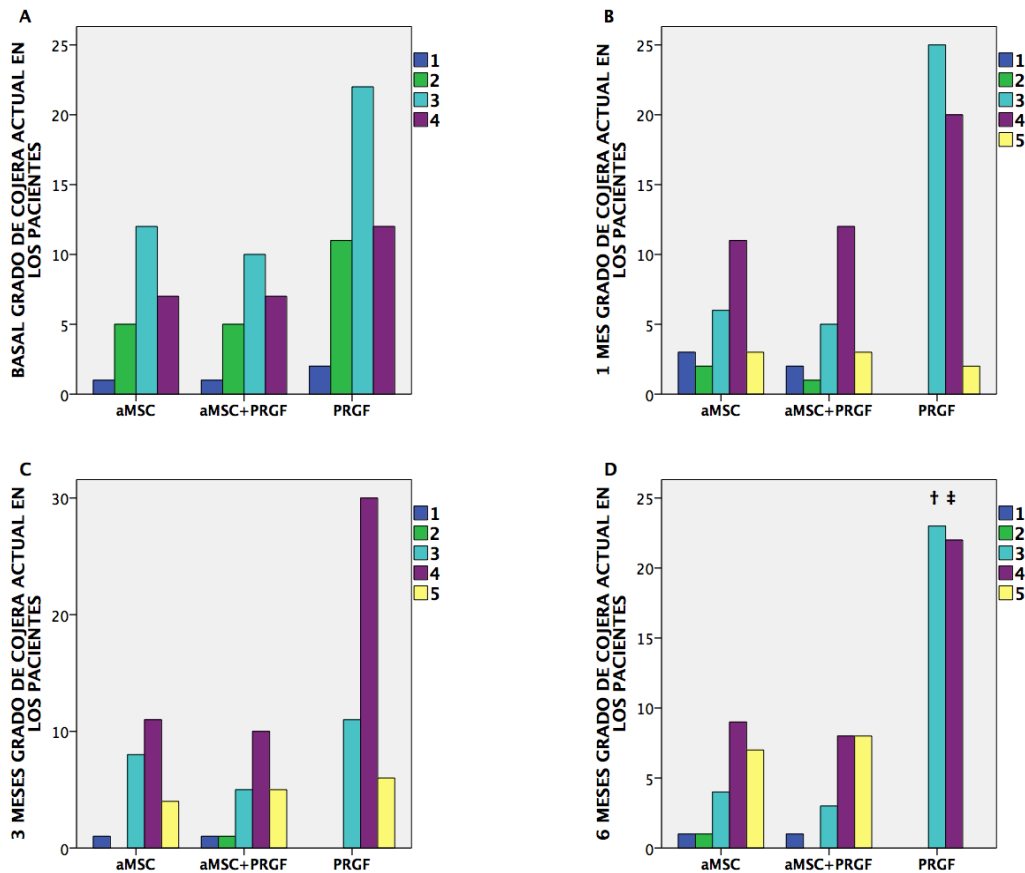 A
BASAL GRADO DE COJERA ACTUAL EN
LOS PACIENTES
25
20
15
10
5
0
aMSC
aMSC+PRGF
PRGF
1
2
3
4
B
1 MES GRADO DE COJERA ACTUAL EN
LOS PACIENTES
25
20
15
10
5
0
aMSC
aMSC+PRGF
PRGF
1
2
3
4
5
C
3 MESES GRADO DE COJERA ACTUAL EN
LOS PACIENTES
30
20
10
0
aMSC
aMSC+PRGF
PRGF
1
2
3
4
5
D
6 MESES GRADO DE COJERA ACTUAL EN
LOS PACIENTES
25
20
15
10
5
0
† ‡
aMSC
aMSC+PRGF
PRGF
1
2
3
4
5